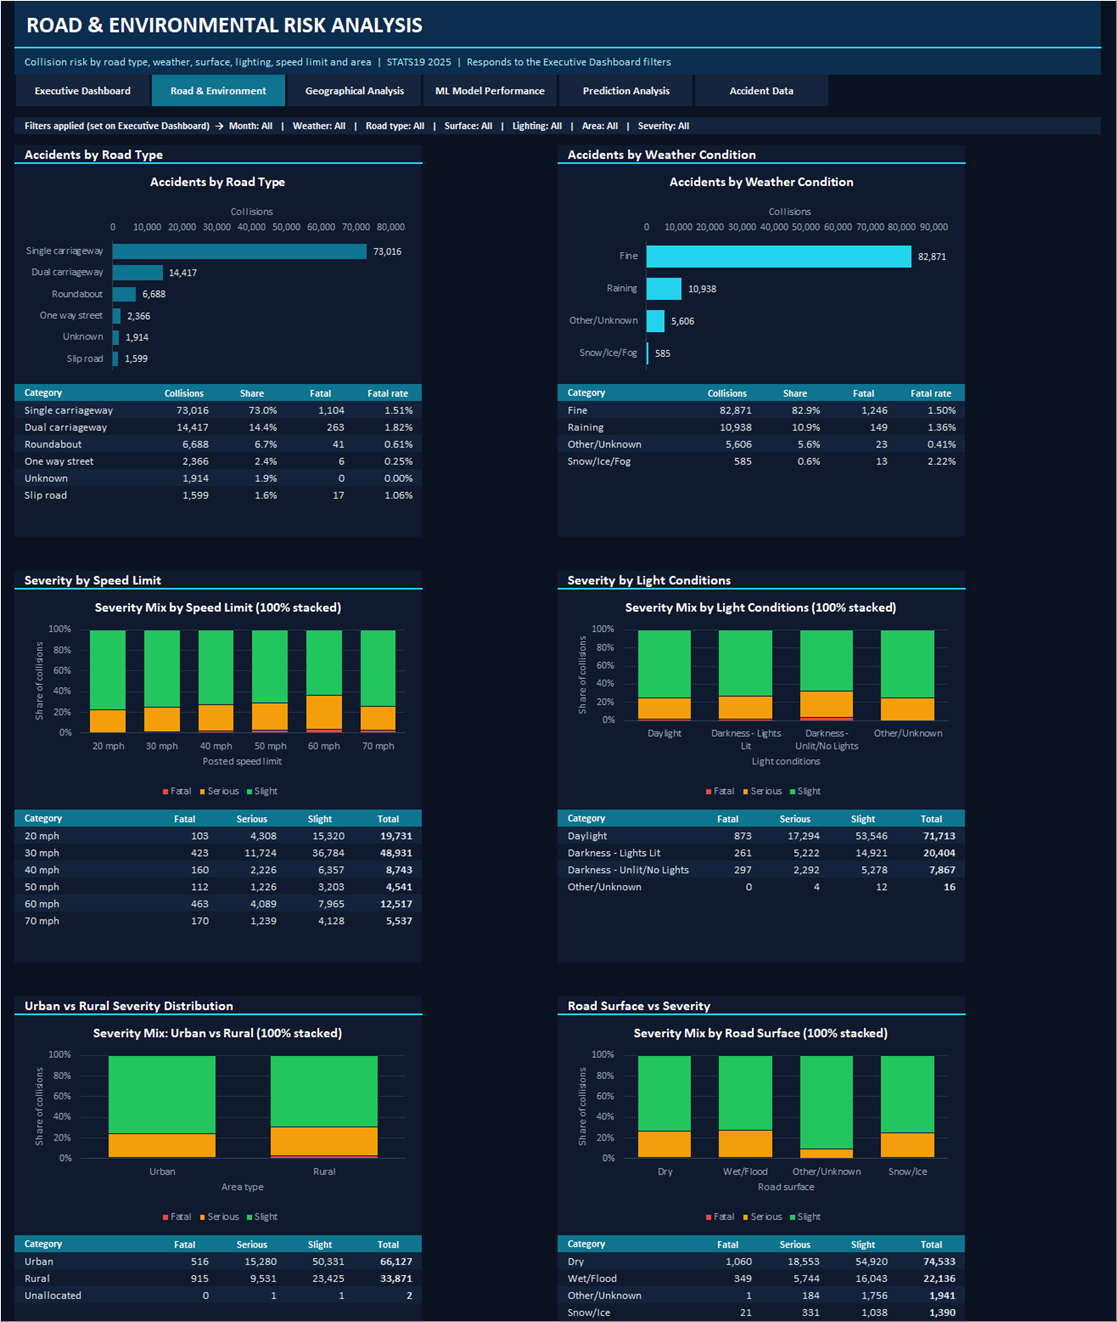 ROAD & ENVIRONMENTAL RISK ANALYSIS
Collision risk by road type, weather, surface, lighting, speed limit and area | STATS19 2025 | Responds to the Executive Dashboard filters
Executive Dashboard Road & Environment Geographical Analysis ML Model Performance Prediction Analysis Accident Data
Filters applied (set on Executive Dashboard) → Month: All | Weather: All | Road type: All | Surface: All | Lighting: All | Area: All | Severity: All
Accidents by Road Type
Accidents by Road Type
Collisions
0 10,000 20,000 30,000 40,000 50,000 60,000 70,000 80,000
Single carriageway 73,016
Dual carriageway 14,417
Roundabout 6,688
One way street 2,366
Unknown 1,914
Slip road 1,599
Category Collisions Share Fatal Fatal rate
Single carriageway 73,016 73.0% 1,104 1.51%
Dual carriageway 14,417 14.4% 263 1.82%
Roundabout 6,688 6.7% 41 0.61%
One way street 2,366 2.4% 6 0.25%
Unknown 1,914 1.9% 0 0.00%
Slip road 1,599 1.6% 17 1.06%
Accidents by Weather Condition
Accidents by Weather Condition
Collisions
0 10,000 20,000 30,000 40,000 50,000 60,000 70,000 80,000 90,000
Fine 82,871
Raining 10,938
Other/Unknown 5,606
Snow/Ice/Fog 585
Category Collisions Share Fatal Fatal rate
Fine 82,871 82.9% 1,246 1.50%
Raining 10,938 10.9% 149 1.36%
Other/Unknown 5,606 5.6% 23 0.41%
Snow/Ice/Fog 585 0.6% 13 2.22%
Severity by Speed Limit
Severity Mix by Speed Limit (100% stacked)
Share of collisions
100%
80%
60%
40%
20%
0%
20 mph 30 mph 40 mph 50 mph 60 mph 70 mph
Posted speed limit
Fatal Serious Slight
Category Fatal Serious Slight Total
20 mph 103 4,308 15,320 19,731
30 mph 423 11,724 36,784 48,931
40 mph 160 2,226 6,357 8,743
50 mph 112 1,226 3,203 4,541
60 mph 463 4,089 7,965 12,517
70 mph 170 1,239 4,128 5,537
Severity by Light Conditions
Severity Mix by Light Conditions (100% stacked)
Share of collisions
100%
80%
60%
40%
20%
0%
Daylight Darkness - Lights Darkness - Other/Unknown
Lit Unlit/No Lights
Light conditions
Fatal Serious Slight
Category Fatal Serious Slight Total
Daylight 873 17,294 53,546 71,713
Darkness - Lights Lit 261 5,222 14,921 20,404
Darkness - Unlit/No Lights 297 2,292 5,278 7,867
Other/Unknown 0 4 12 16
Urban vs Rural Severity Distribution
Severity Mix: Urban vs Rural (100% stacked)
Share of collisions
100%
80%
60%
40%
20%
0%
Urban Rural
Area type
Fatal Serious Slight
Category Fatal Serious Slight Total
Urban 516 15,280 50,331 66,127
Rural 915 9,531 23,425 33,871
Unallocated 0 1 1 2
Road Surface vs Severity
Severity Mix by Road Surface (100% stacked)
Share of collisions
100%
80%
60%
40%
20%
0%
Dry Wet/Flood Other/Unknown Snow/Ice
Road surface
Fatal Serious Slight
Category Fatal Serious Slight Total
Dry 1,060 18,553 54,920 74,533
Wet/Flood 349 5,744 16,043 22,136
Other/Unknown 1 184 1,756 1,941
Snow/Ice 21 331 1,038 1,390